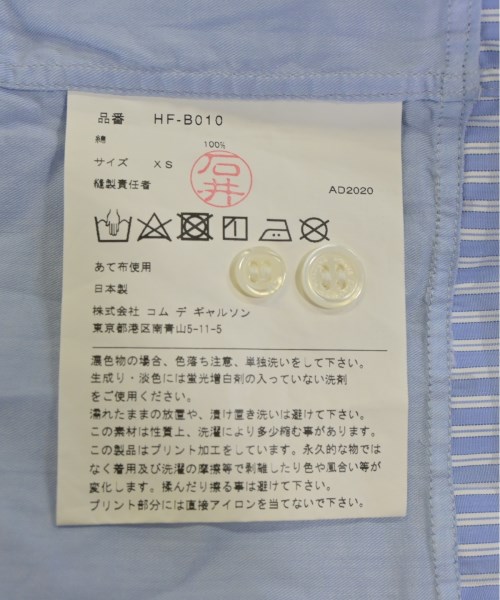 品番 HF-B010
綿 100%
サイズ XS
縫製責任者 石井 AD2020
あて布使用
日本製
株式会社 コム デ ギャルソン
東京都港区南青山5-11-5
濃色物の場合、色落ち注意、単独洗いをして下さい。
生成り・淡色には蛍光増白剤の入っていない洗剤
をご使用ください。
濡れたままの放置や、漬け置き洗いは避けて下さい。
この素材は性質上、洗濯により多少縮む事があります。
この製品はプリント加工をしています。永久的な物では
なく着用及び洗濯の摩擦等で剥離したり色や風合い等が
変化します。揉んだり擦る事は避けて下さい。
プリント部分には直接アイロンを当てないで下さい。